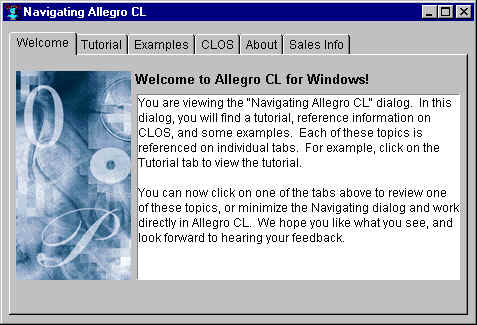 Navigating Allegro CL
Welcome Tutorial Examples CLOS About Sales Info
Welcome to Allegro CL for Windows!
You are viewing the "Navigating Allegro CL" dialog. In this
dialog, you will find a tutorial, reference information on
CLOS, and some examples. Each of these topics is
referenced on individual tabs. For example, click on the
Tutorial tab to view the tutorial.
You can now click on one of the tabs above to review one
of these topics, or minimize the Navigating dialog and work
directly in Allegro CL. We hope you like what you see, and
look forward to hearing your feedback.